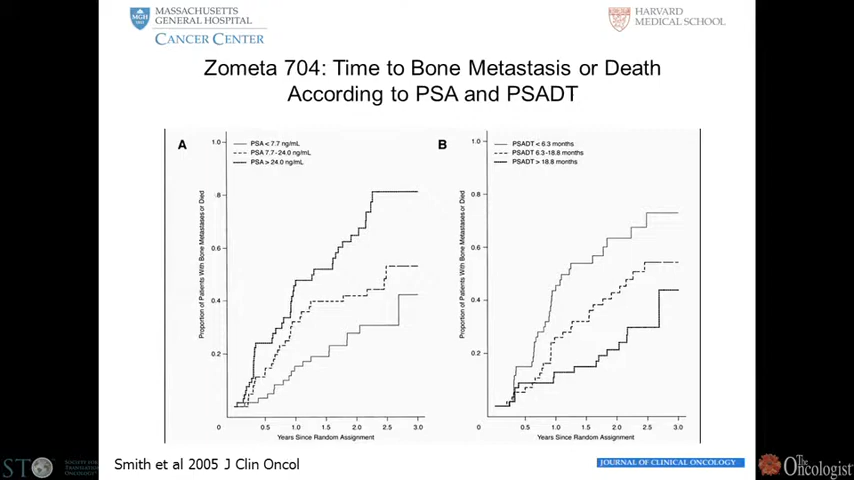 MASSACHUSETTS
GENERAL HOSPITAL
CANCER CENTER
HARVARD
MEDICAL SCHOOL
Zometa 704: Time to Bone Metastasis or Death
According to PSA and PSADT
A
PSA < 7.7 ng/mL
PSA 7.7-24.0 ng/mL
PSA > 24.0 ng/mL
Proportion of Patients With Bone Metastases or Died
1.0
.8
0.6
0.4
0.2
0
0.5
1.0
1.5
2.0
2.5
3.0
Years Since Random Assignment
B
PSADT < 6.3 months
PSADT 6.3-18.8 months
PSADT > 18.8 months
Proportion of Patients With Bone Metastases or Died
1.0
0.8
0.6
0.4
0.2
0
0.5
1.0
1.5
2.0
2.5
3.0
Years Since Random Assignment
Smith et al 2005 J Clin Oncol
JOURNAL OF CLINICAL ONCOLOGY
STO
SOCIETY FOR
TRANSLATIONAL
ONCOLOGY
The
Oncologist